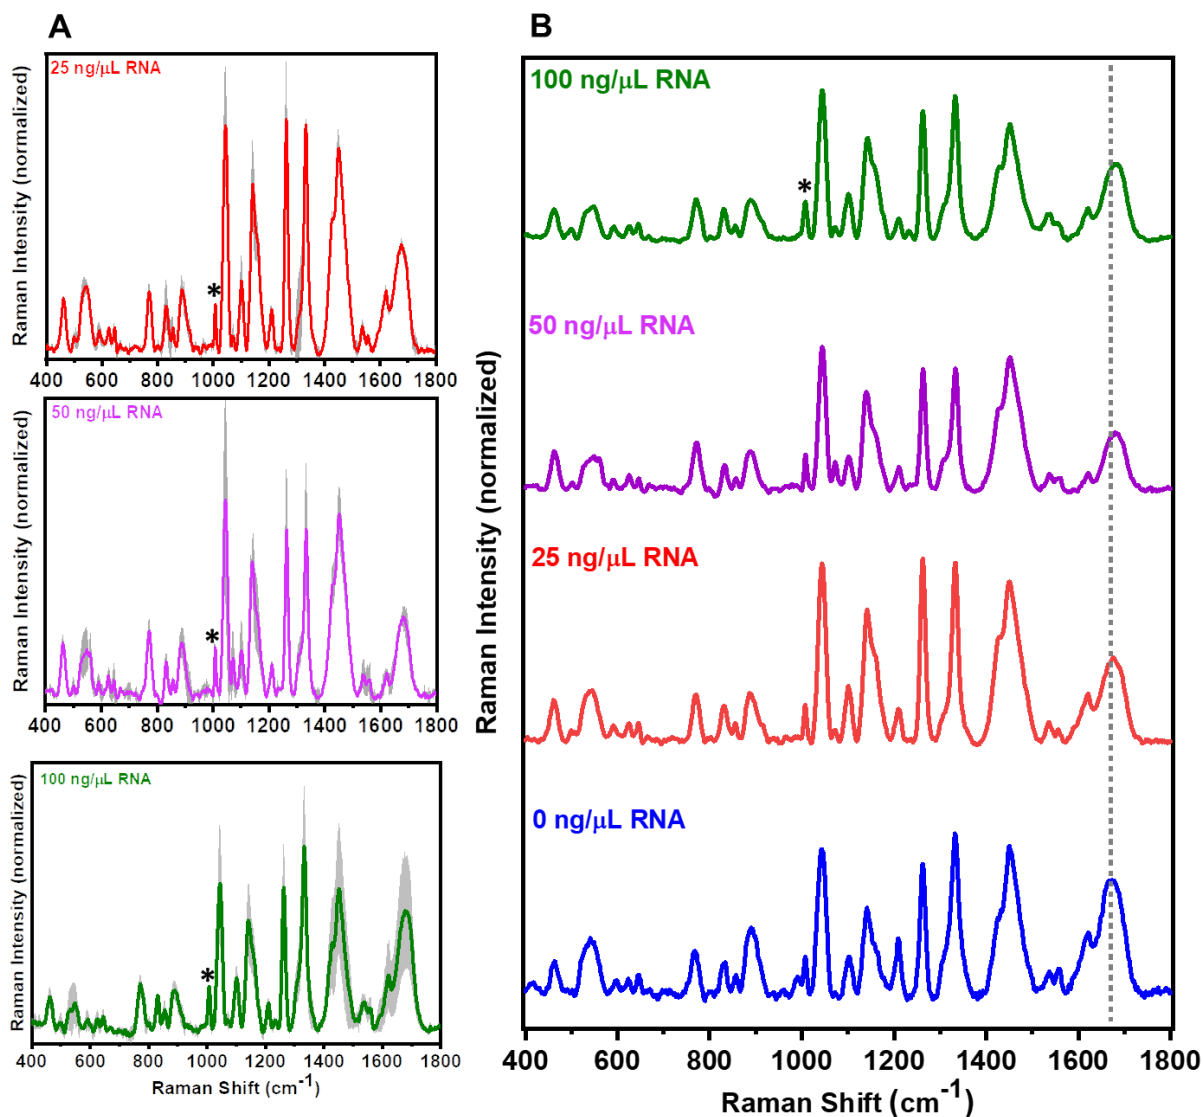 A
25 ng/μL RNA
Raman Intensity (normalized)
*
400 600 800 1000 1200 1400 1600 1800
50 ng/μL RNA
Raman Intensity (normalized)
*
400 600 800 1000 1200 1400 1600 1800
100 ng/μL RNA
Raman Intensity (normalized)
*
400 600 800 1000 1200 1400 1600 1800
Raman Shift (cm⁻¹)
B
100 ng/μL RNA
*
50 ng/μL RNA
25 ng/μL RNA
0 ng/μL RNA
Raman Intensity (normalized)
400 600 800 1000 1200 1400 1600 1800
Raman Shift (cm⁻¹)